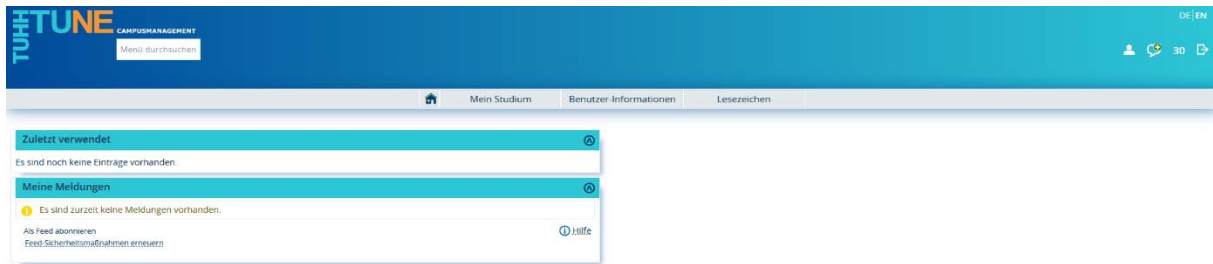 TUHH
TUNE CAMPUSMANAGEMENT
Menü durchsuchen
DE|EN
30
Mein Studium Benutzer-Informationen Lesezeichen
Zuletzt verwendet
Es sind noch keine Einträge vorhanden.
Meine Meldungen
Es sind zurzeit keine Meldungen vorhanden.
Als Feed abonnieren
Hilfe
Feed-Sicherheitsmaßnahmen erneuern